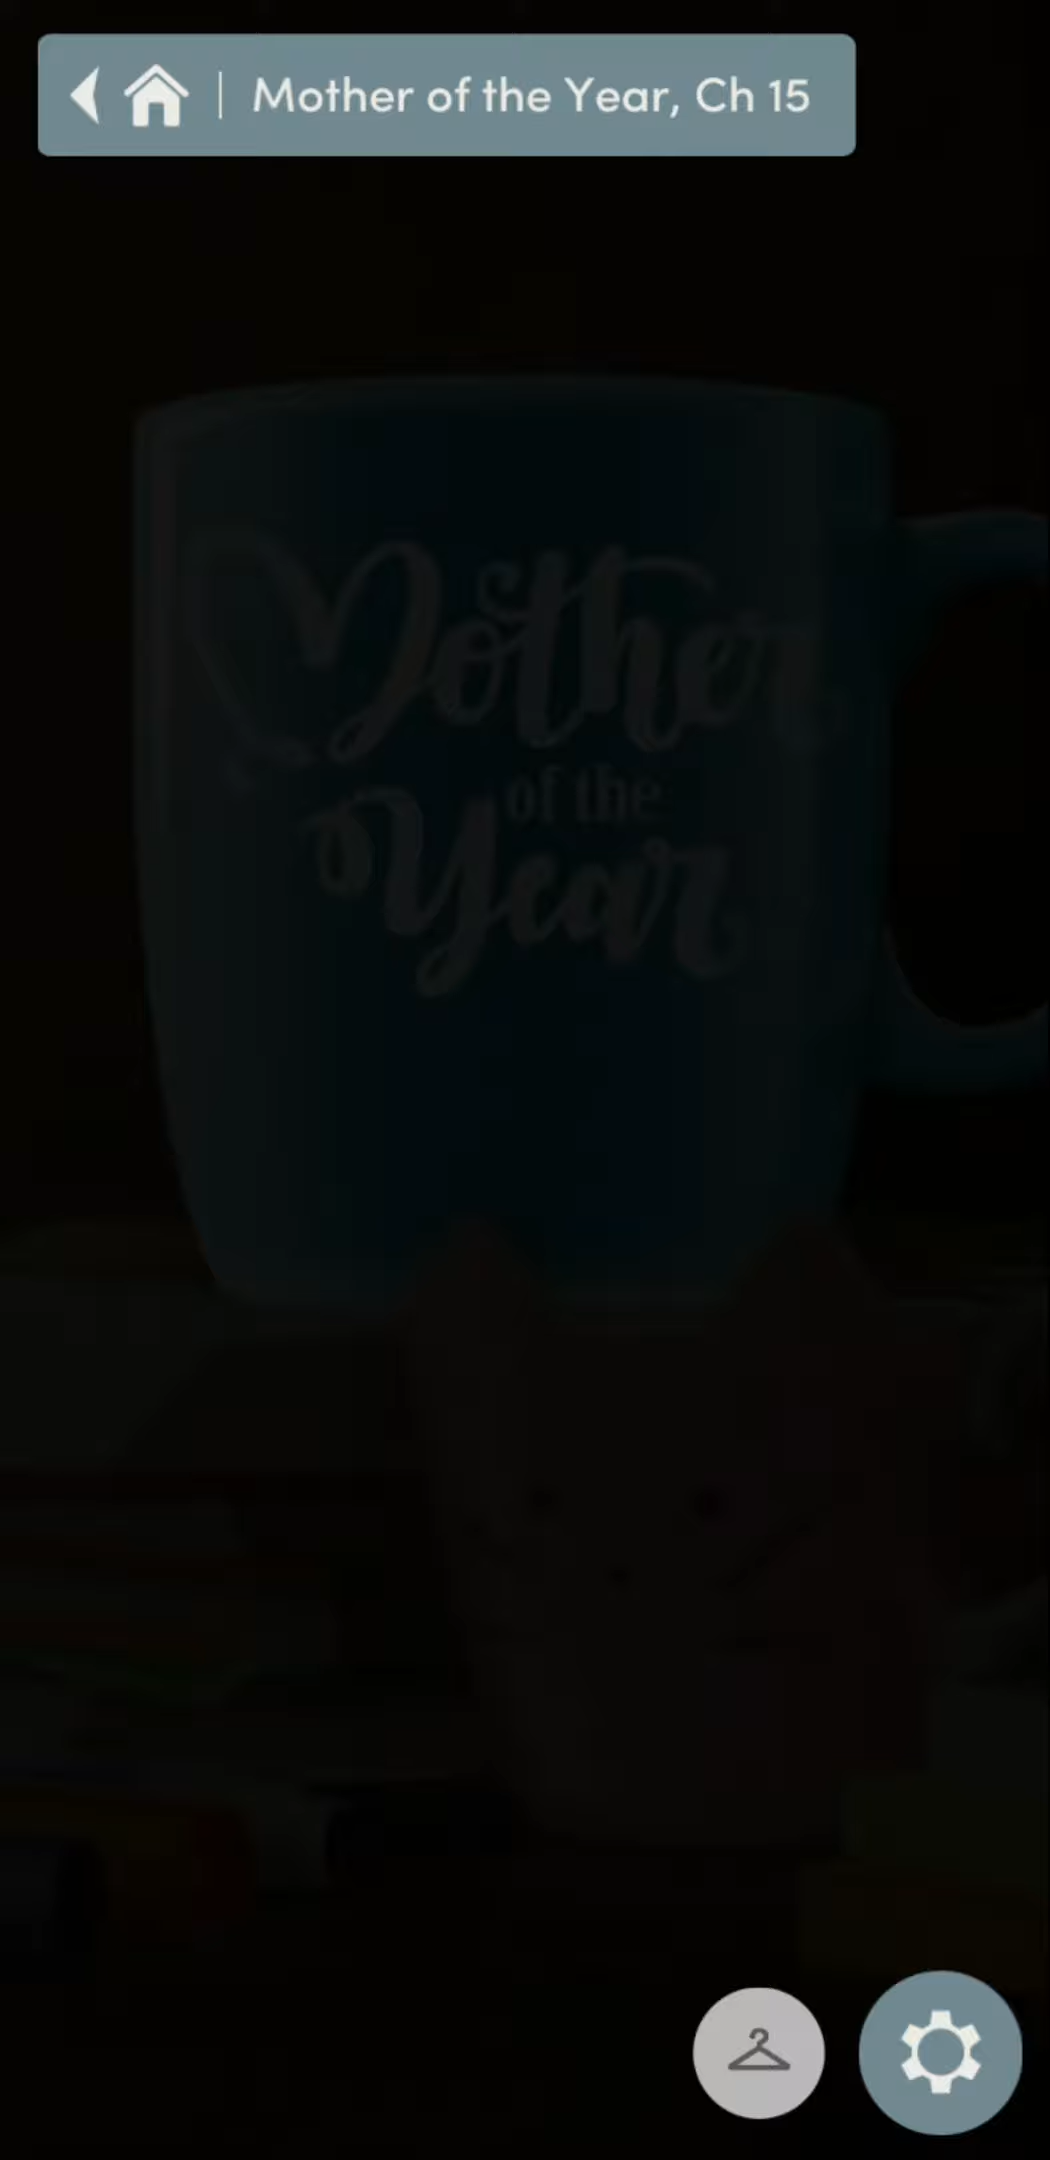 Mother of the Year, Ch 15
Mother
of the
Year